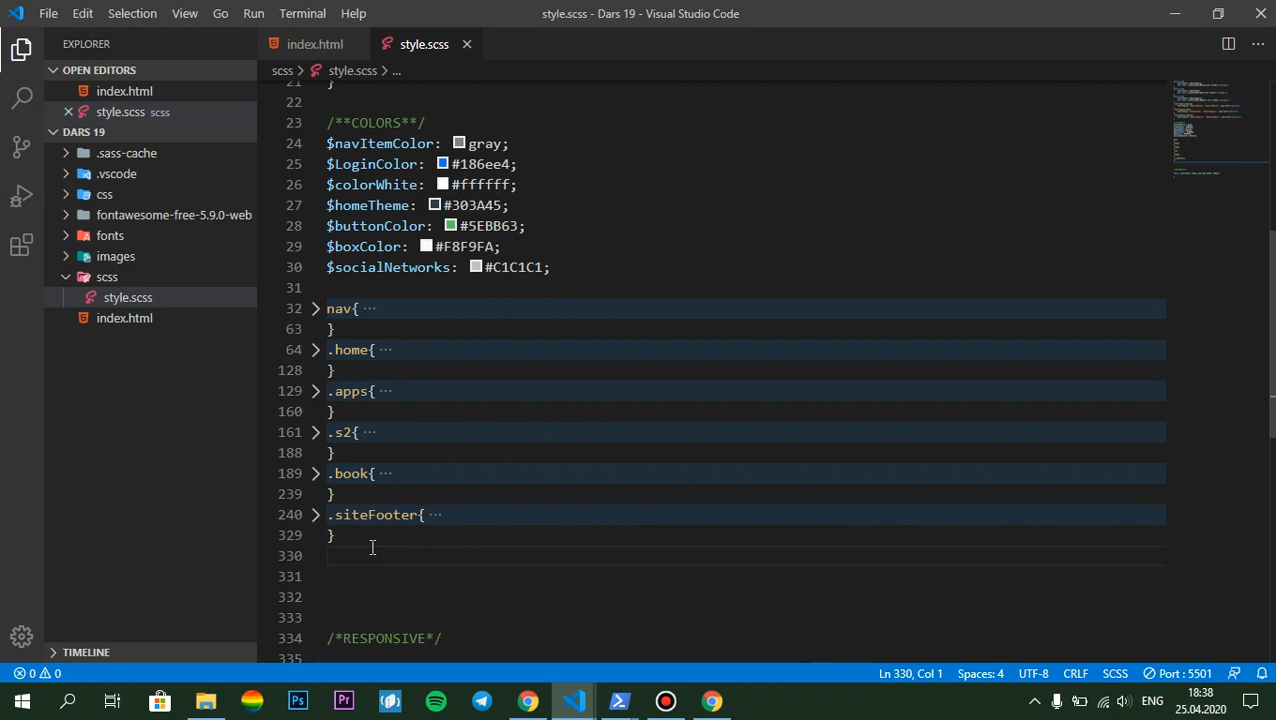 File Edit Selection View Go Run Terminal Help
style.scss - Dars 19 - Visual Studio Code
EXPLORER
index.html
style.scss
OPEN EDITORS
scss > style.scss > ...
index.html
style.scss scss
DARS 19
.sass-cache
.vscode
css
fontawesome-free-5.9.0-web
fonts
images
scss
style.scss
index.html
TIMELINE
21 }
22
23 /**COLORS**/
24 $navItemColor: gray;
25 $LoginColor: #186ee4;
26 $colorWhite: #ffffff;
27 $homeTheme: #303A45;
28 $buttonColor: #5EBB63;
29 $boxColor: #F8F9FA;
30 $socialNetworks: #C1C1C1;
31
32 nav{ ...
63 }
64 .home{ ...
128 }
129 .apps{ ...
160 }
161 .s2{ ...
188 }
189 .book{ ...
239 }
240 .siteFooter{ ...
329 }
330
331
332
333
334 /*RESPONSIVE*/
335
0 0
Ln 330, Col 1 Spaces: 4 UTF-8 CRLF SCSS Port : 5501
Ps Pr
ENG
18:38
25.04.2020